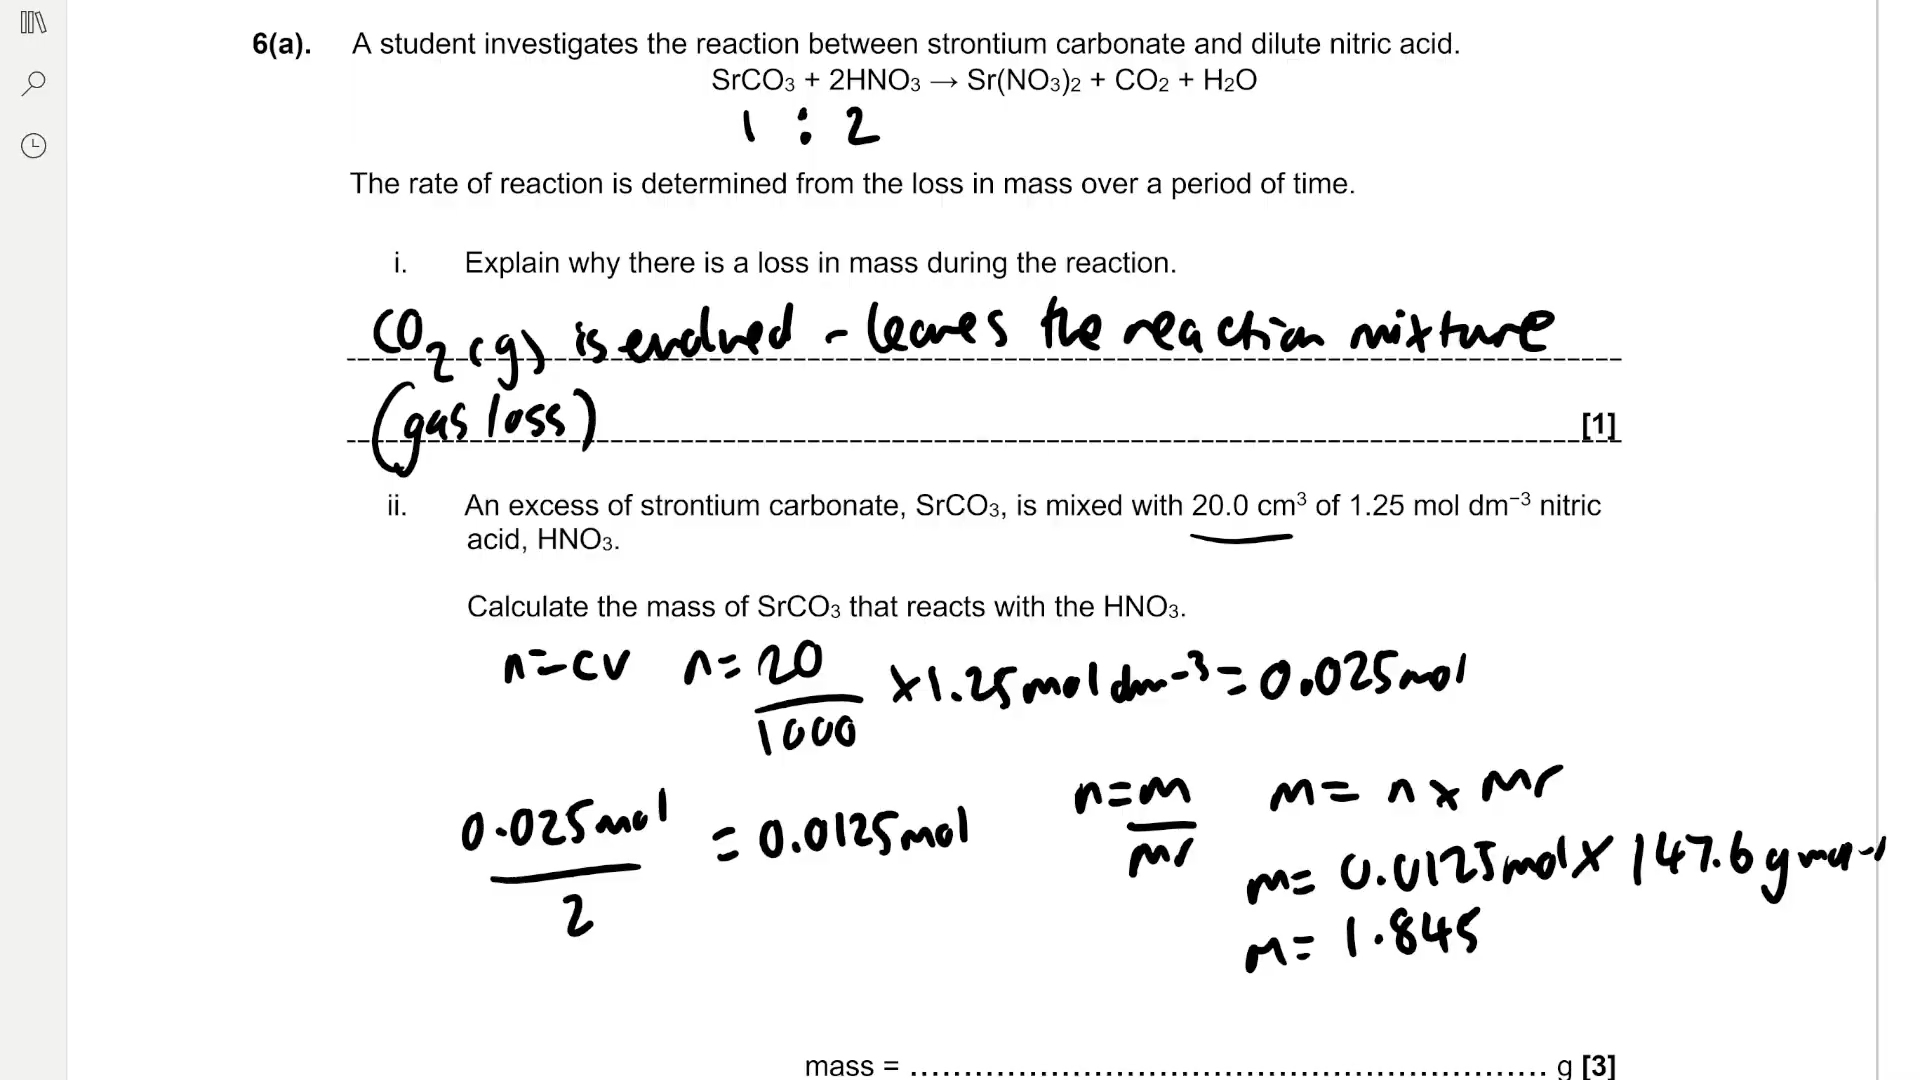 6(a). A student investigates the reaction between strontium carbonate and dilute nitric acid.
SrCO₃ + 2HNO₃ → Sr(NO₃)₂ + CO₂ + H₂O
1 : 2
The rate of reaction is determined from the loss in mass over a period of time.
i. Explain why there is a loss in mass during the reaction.
CO₂(g) is evolved - leaves the reaction mixture
(gas loss)
[1]
ii. An excess of strontium carbonate, SrCO₃, is mixed with 20.0 cm³ of 1.25 mol dm⁻³ nitric
acid, HNO₃.
Calculate the mass of SrCO₃ that reacts with the HNO₃.
n=cv n= 20/1000 × 1.25 mol dm⁻³ = 0.025 mol
0.025 mol/2 = 0.0125 mol
n=m/Mr m= n x Mr
m= 0.0125 mol x 147.6 g mol⁻¹
m= 1.845
mass = ........................................................... g [3]